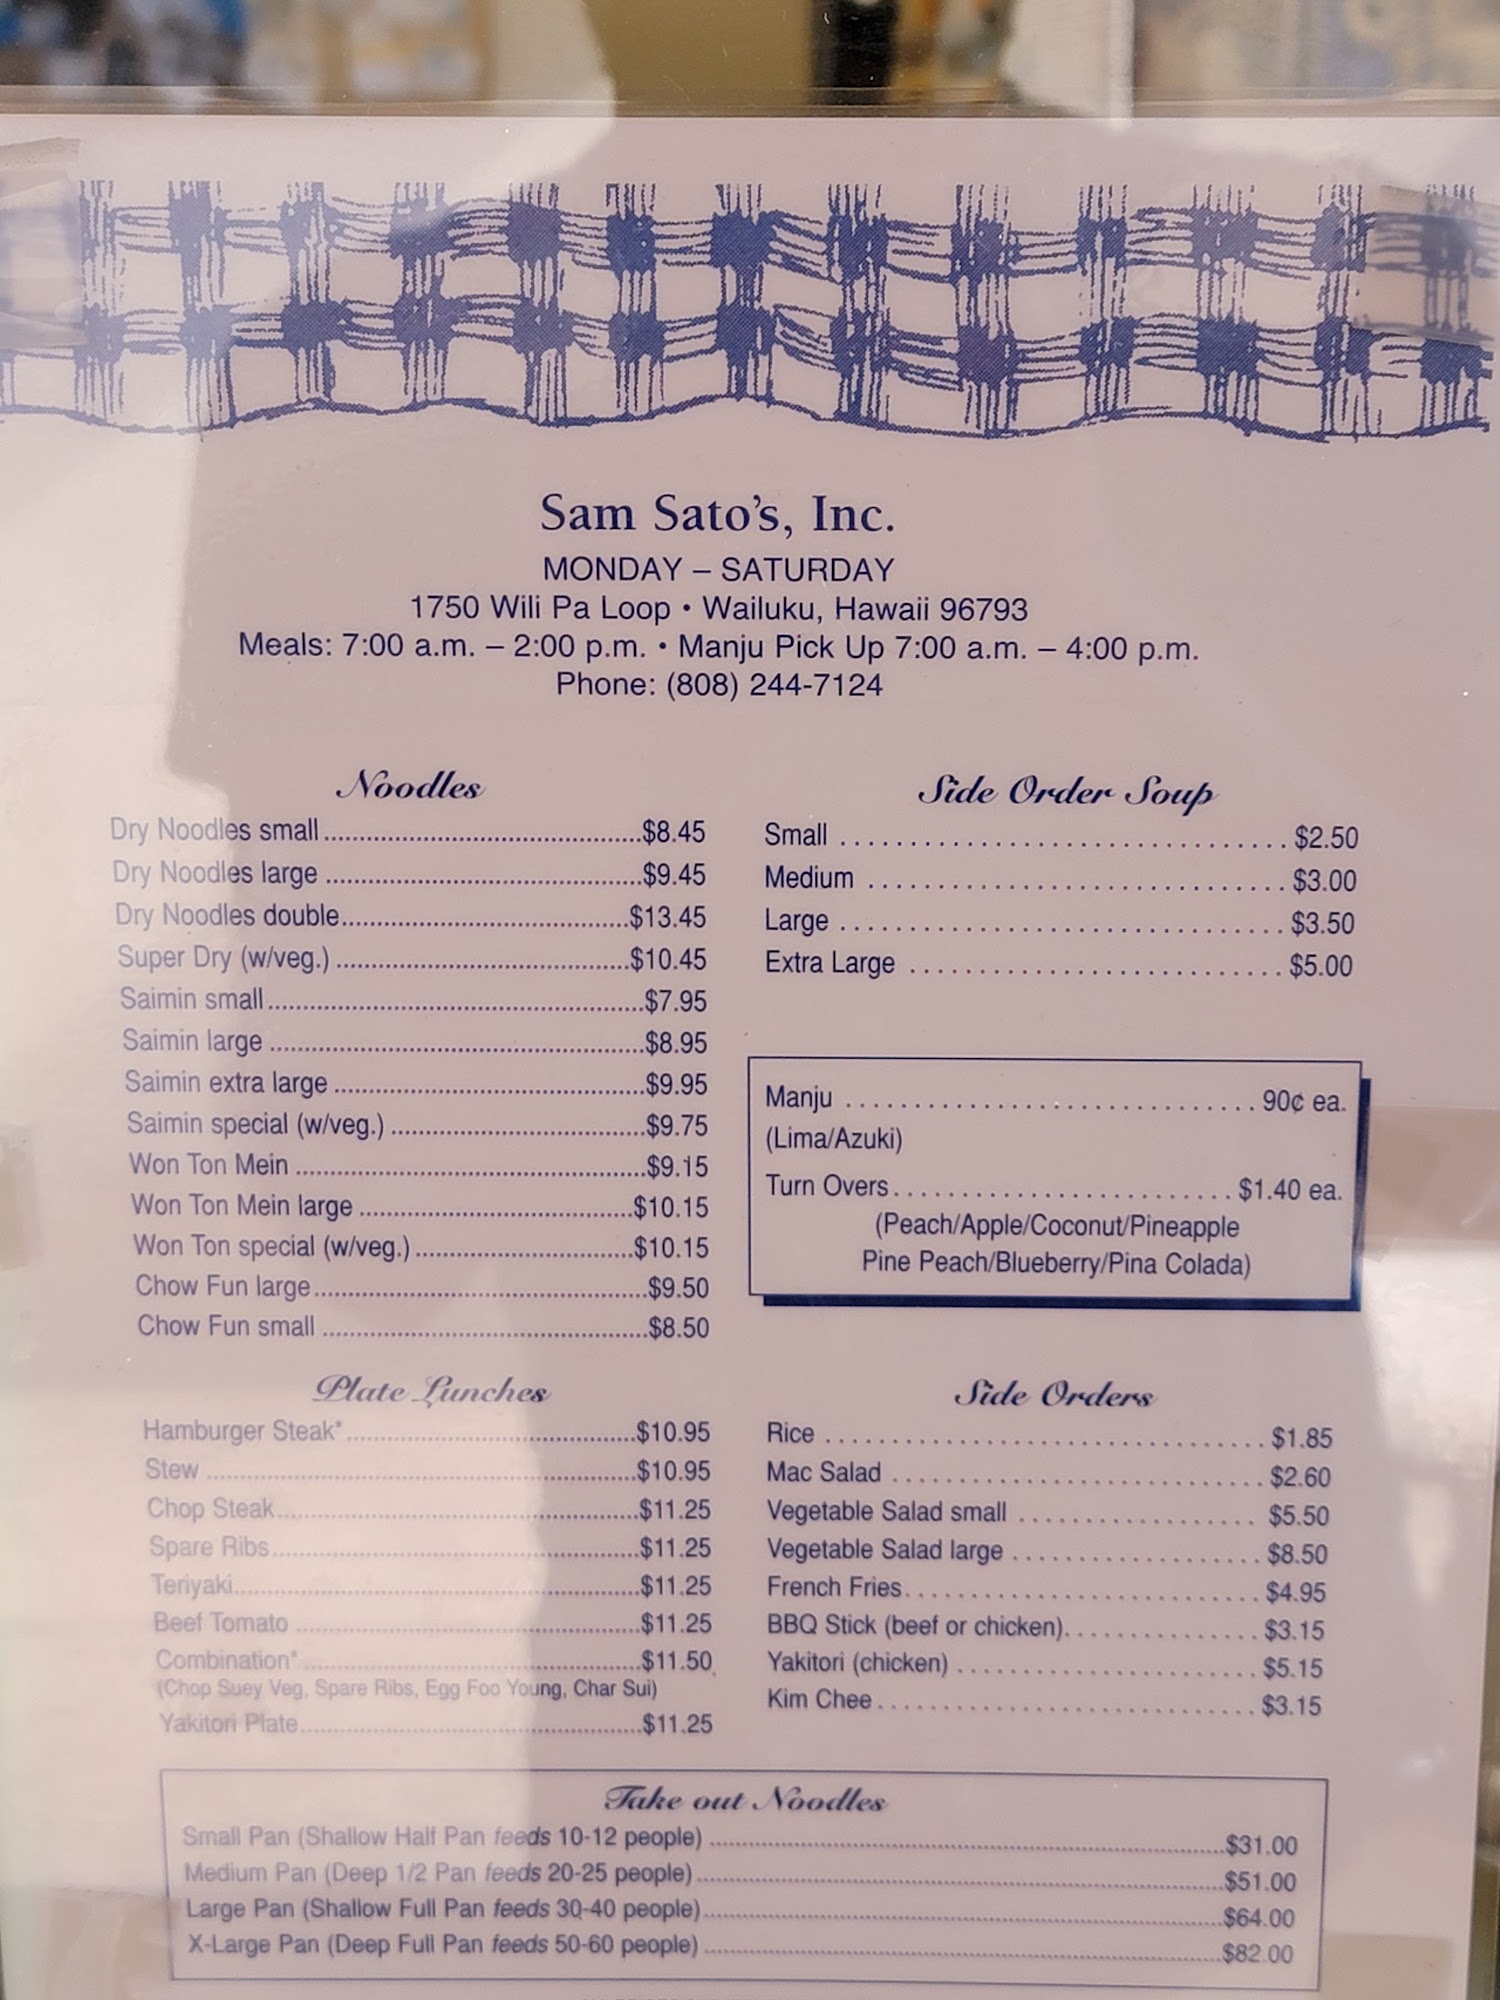 Sam Sato's, Inc.
MONDAY – SATURDAY
1750 Wili Pa Loop • Wailuku, Hawaii 96793
Meals: 7:00 a.m. – 2:00 p.m. • Manju Pick Up 7:00 a.m. – 4:00 p.m.
Phone: (808) 244-7124
Noodles
Dry Noodles small $8.45
Dry Noodles large $9.45
Dry Noodles double $13.45
Super Dry (w/veg.) $10.45
Saimin small $7.95
Saimin large $8.95
Saimin extra large $9.95
Saimin special (w/veg.) $9.75
Won Ton Mein $9.15
Won Ton Mein large $10.15
Won Ton special (w/veg.) $10.15
Chow Fun large $9.50
Chow Fun small $8.50
Side Order Soup
Small $2.50
Medium $3.00
Large $3.50
Extra Large $5.00
Manju 90¢ ea.
(Lima/Azuki)
Turn Overs $1.40 ea.
(Peach/Apple/Coconut/Pineapple
Pine Peach/Blueberry/Pina Colada)
Plate Lunches
Hamburger Steak* $10.95
Stew $10.95
Chop Steak $11.25
Spare Ribs $11.25
Teriyaki $11.25
Beef Tomato $11.25
Combination* $11.50
(Chop Suey Veg, Spare Ribs, Egg Foo Young, Char Sui)
Yakitori Plate $11.25
Side Orders
Rice $1.85
Mac Salad $2.60
Vegetable Salad small $5.50
Vegetable Salad large $8.50
French Fries $4.95
BBQ Stick (beef or chicken) $3.15
Yakitori (chicken) $5.15
Kim Chee $3.15
Take out Noodles
Small Pan (Shallow Half Pan feeds 10-12 people) $31.00
Medium Pan (Deep 1/2 Pan feeds 20-25 people) $51.00
Large Pan (Shallow Full Pan feeds 30-40 people) $64.00
X-Large Pan (Deep Full Pan feeds 50-60 people) $82.00